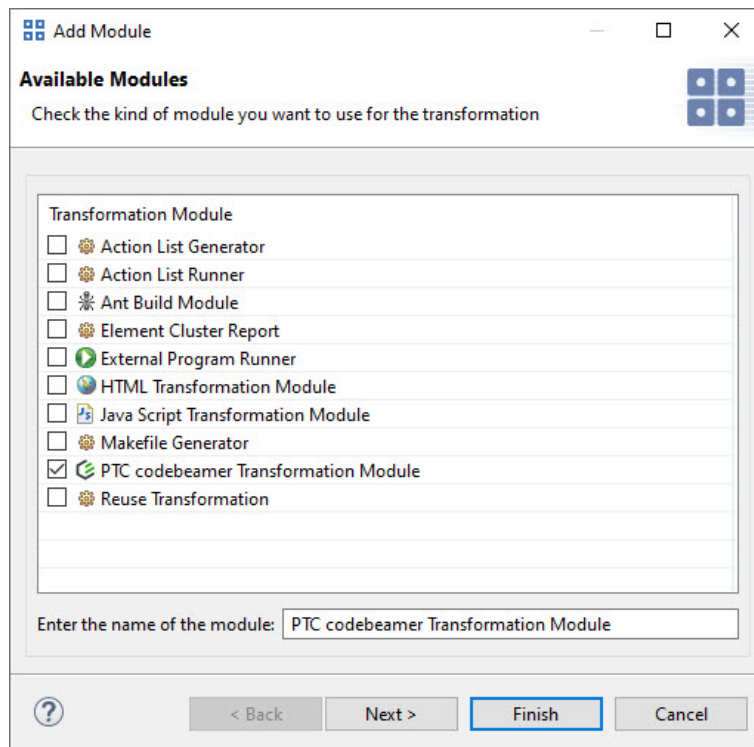 Add Module
Available Modules
Check the kind of module you want to use for the transformation
Transformation Module
Action List Generator
Action List Runner
Ant Build Module
Element Cluster Report
External Program Runner
HTML Transformation Module
Java Script Transformation Module
Makefile Generator
PTC codebeamer Transformation Module
Reuse Transformation
Enter the name of the module: PTC codebeamer Transformation Module
? < Back Next > Finish Cancel